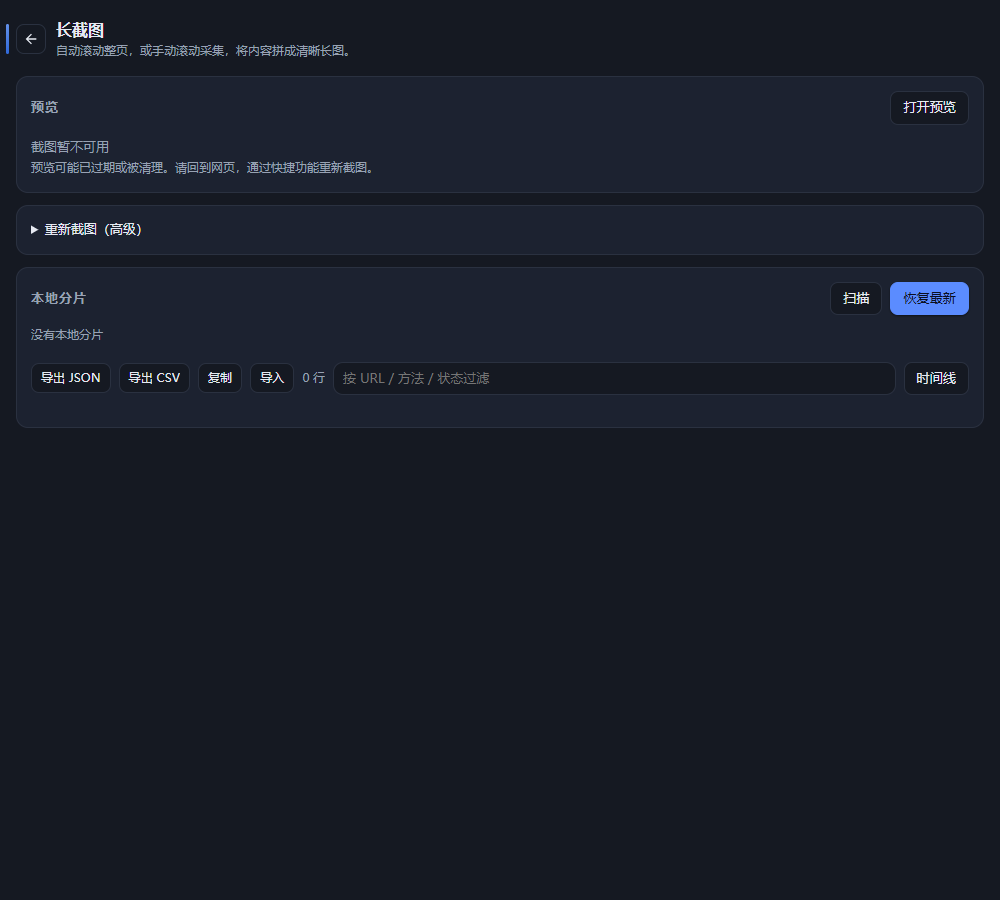 长截图
自动滚动整页，或手动滚动采集，将内容拼成清晰长图。
预览
打开预览
截图暂不可用
预览可能已过期或被清理。请回到网页，通过快捷功能重新截图。
重新截图（高级）
本地分片
扫描
恢复最新
没有本地分片
导出 JSON
导出 CSV
复制
导入
0 行
按 URL / 方法 / 状态过滤
时间线